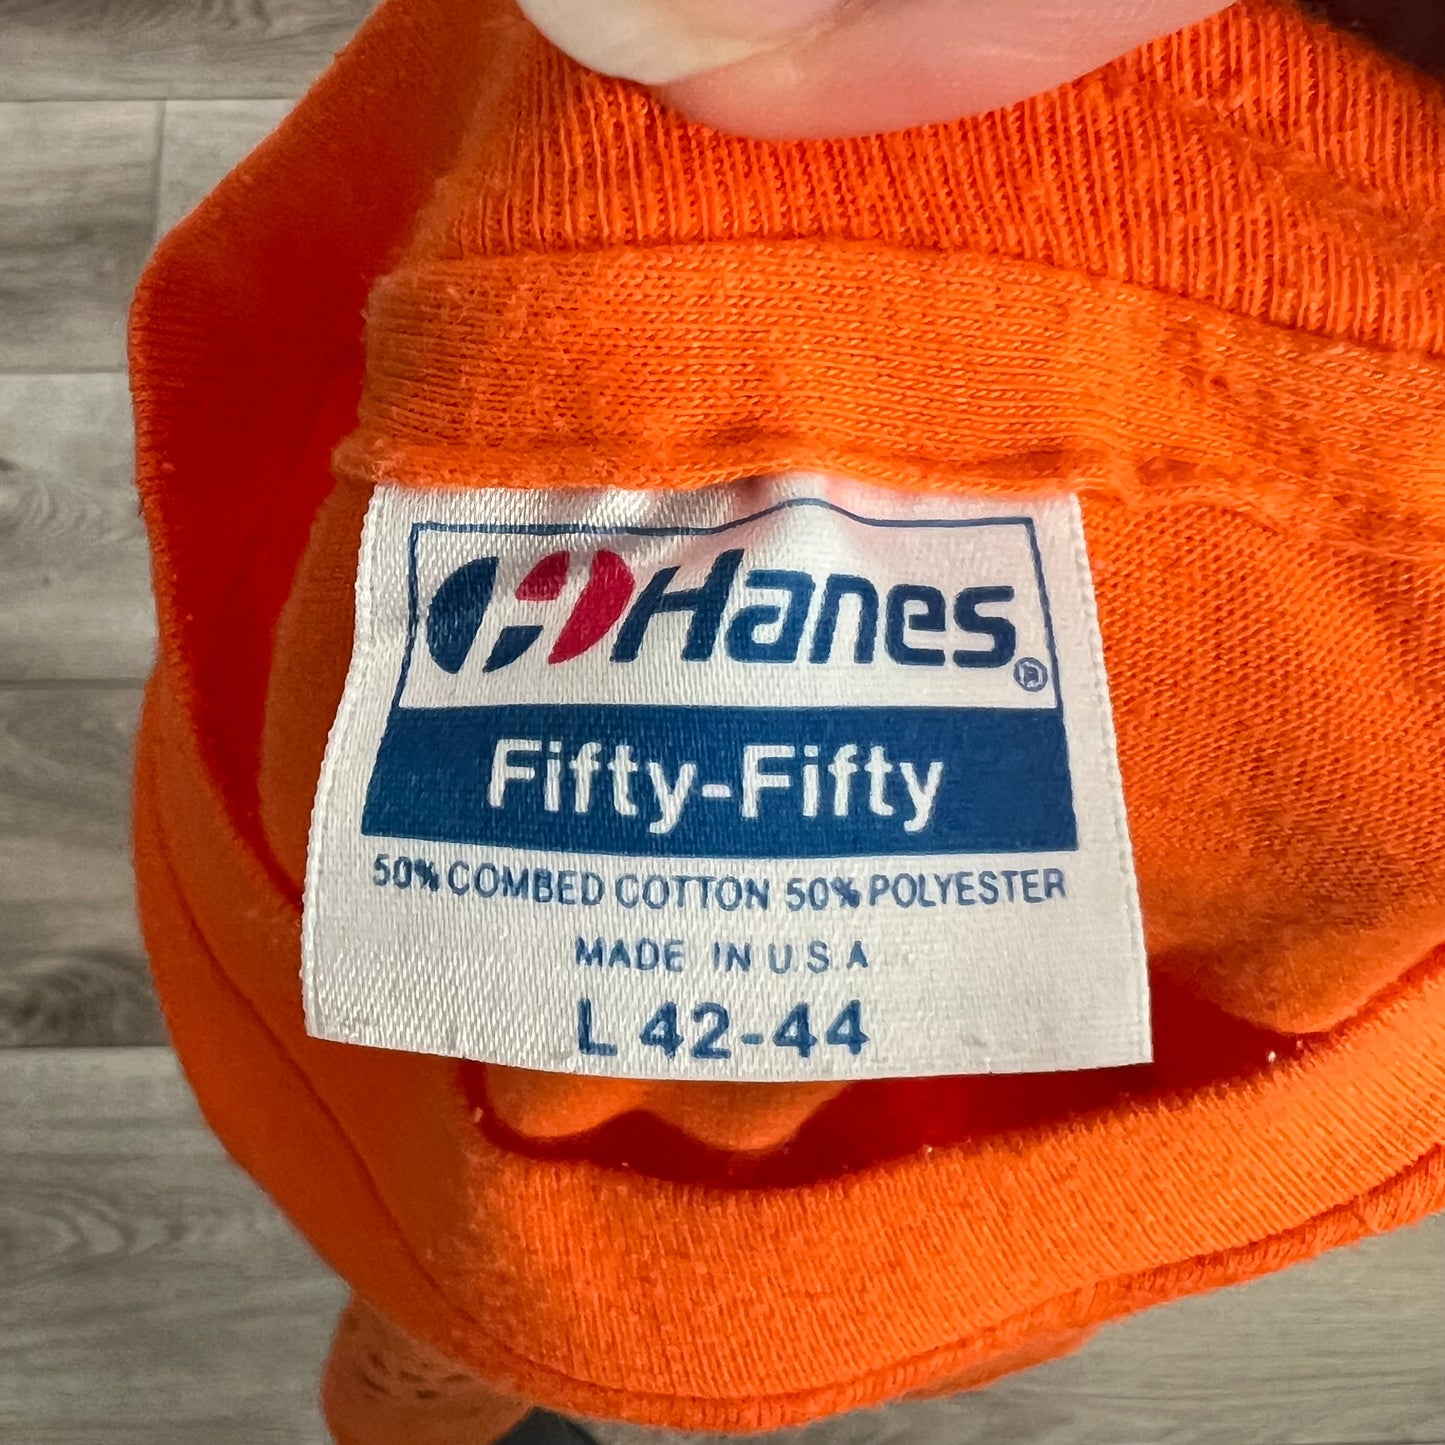 Hanes®
Fifty-Fifty
50% COMBED COTTON 50% POLYESTER
MADE IN U.S.A
L 42-44